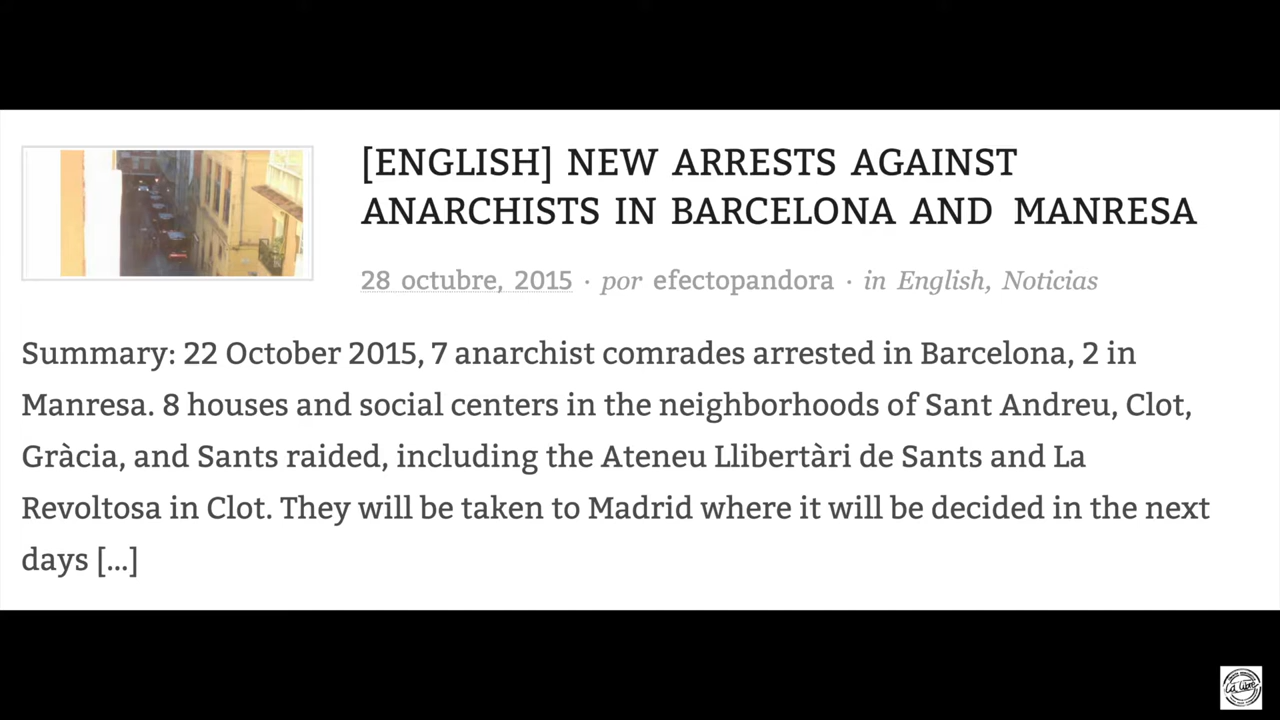 [ENGLISH] NEW ARRESTS AGAINST
ANARCHISTS IN BARCELONA AND MANRESA
28 octubre, 2015 · por efectopandora · in English, Noticias
Summary: 22 October 2015, 7 anarchist comrades arrested in Barcelona, 2 in
Manresa. 8 houses and social centers in the neighborhoods of Sant Andreu, Clot,
Gràcia, and Sants raided, including the Ateneu Llibertàri de Sants and La
Revoltosa in Clot. They will be taken to Madrid where it will be decided in the next
days [...]